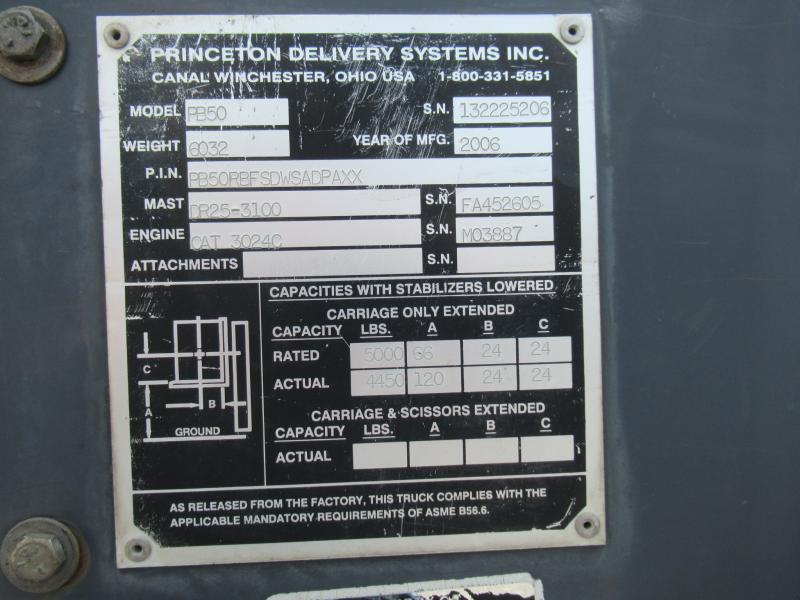 PRINCETON DELIVERY SYSTEMS INC.
CANAL WINCHESTER, OHIO USA 1-800-331-5851
MODEL PB50 S.N. 132225206
WEIGHT 6032 YEAR OF MFG. 2006
P.I.N. PB50RBFSDWSADPAXX
MAST DR25-3100 S.N. FA452605
ENGINE CAT 3024C S.N. M03887
ATTACHMENTS S.N.
CAPACITIES WITH STABILIZERS LOWERED
CARRIAGE ONLY EXTENDED
CAPACITY LBS. A B C
RATED 5000 66 24 24
ACTUAL 4450 120 24 24
CARRIAGE & SCISSORS EXTENDED
CAPACITY LBS. A B C
ACTUAL
C
B
A
GROUND
AS RELEASED FROM THE FACTORY, THIS TRUCK COMPLIES WITH THE
APPLICABLE MANDATORY REQUIREMENTS OF ASME B56.6.